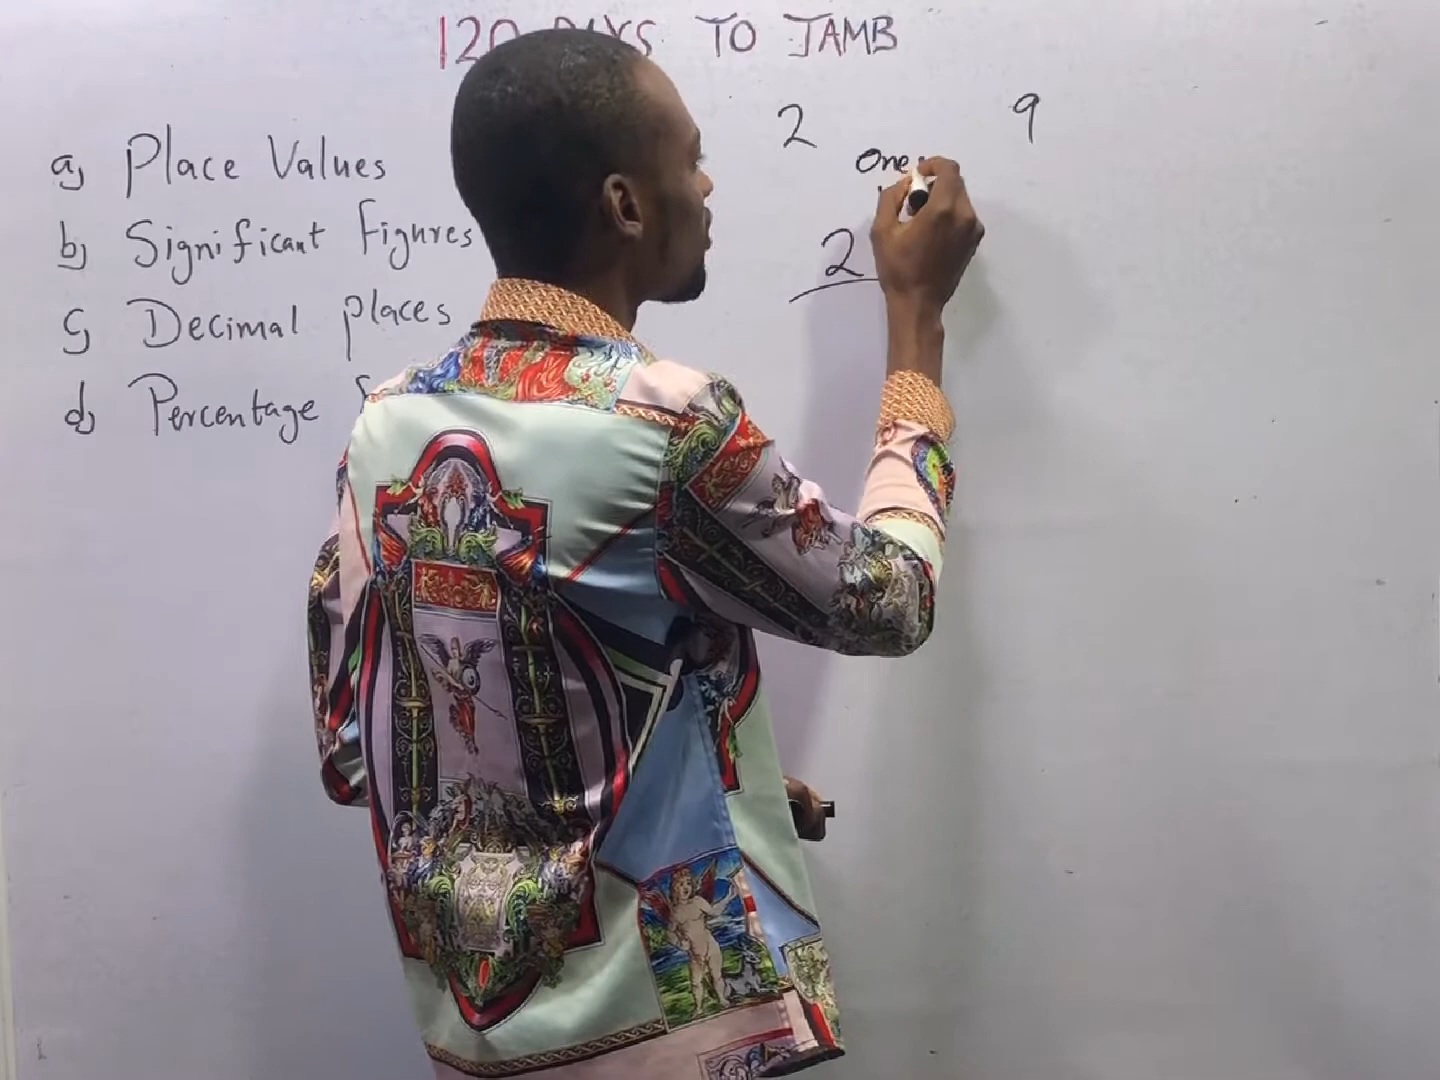 120 DAYS TO JAMB
2 9
a) Place Values
One
b) Significant Figures
2
c) Decimal places
d) Percentage